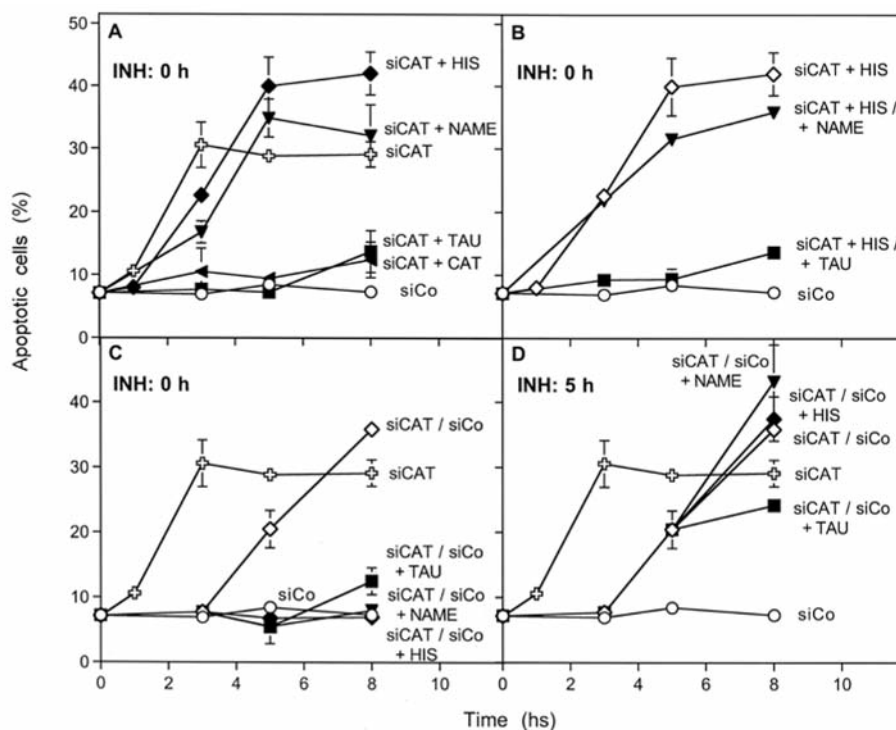 A
INH: 0 h
siCAT + HIS
siCAT + NAME
siCAT
siCAT + TAU
siCAT + CAT
siCo
B
INH: 0 h
siCAT + HIS
siCAT + HIS /
+ NAME
siCAT + HIS /
+ TAU
siCo
50
40
30
20
10
0
Apoptotic cells (%)
C
INH: 0 h
siCAT / siCo
siCAT
siCAT / siCo
+ TAU
siCo
siCAT / siCo
+ NAME
siCAT / siCo
+ HIS
D
INH: 5 h
siCAT / siCo
+ NAME
siCAT / siCo
+ HIS
siCAT / siCo
siCAT
siCAT / siCo
+ TAU
siCo
40
30
20
10
0
0 2 4 6 8 10
0 2 4 6 8 10
Time (hs)